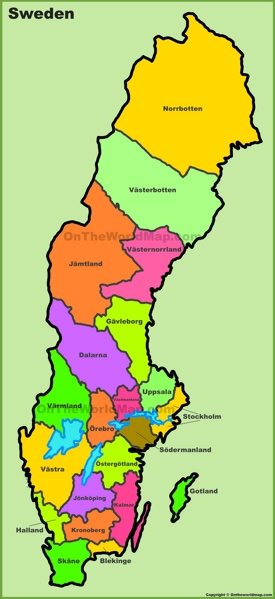 Sweden
Norrbotten
Västerbotten
OnTheWorldMap.com
Västernorrland
Jämtland
Gävleborg
Dalarna
Uppsala
Värmland
OnTheWorldMap.com
Stockholm
Örebro
Södermanland
Västra
Östergötland
Gotland
Jönköping
Kalmar
Halland
Kronoberg
Skåne
Blekinge
Copyright © Ontheworldmap.com